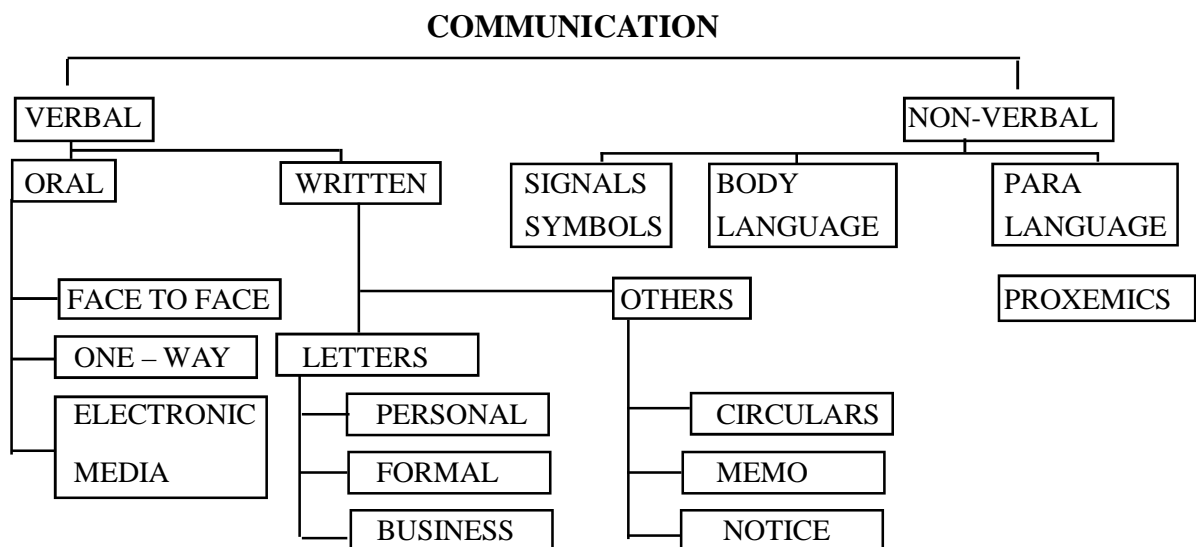 COMMUNICATION
VERBAL
NON-VERBAL
ORAL
WRITTEN
SIGNALS
SYMBOLS
BODY
LANGUAGE
PARA
LANGUAGE
FACE TO FACE
OTHERS
PROXEMICS
ONE – WAY
LETTERS
ELECTRONIC
MEDIA
PERSONAL
FORMAL
BUSINESS
CIRCULARS
MEMO
NOTICE